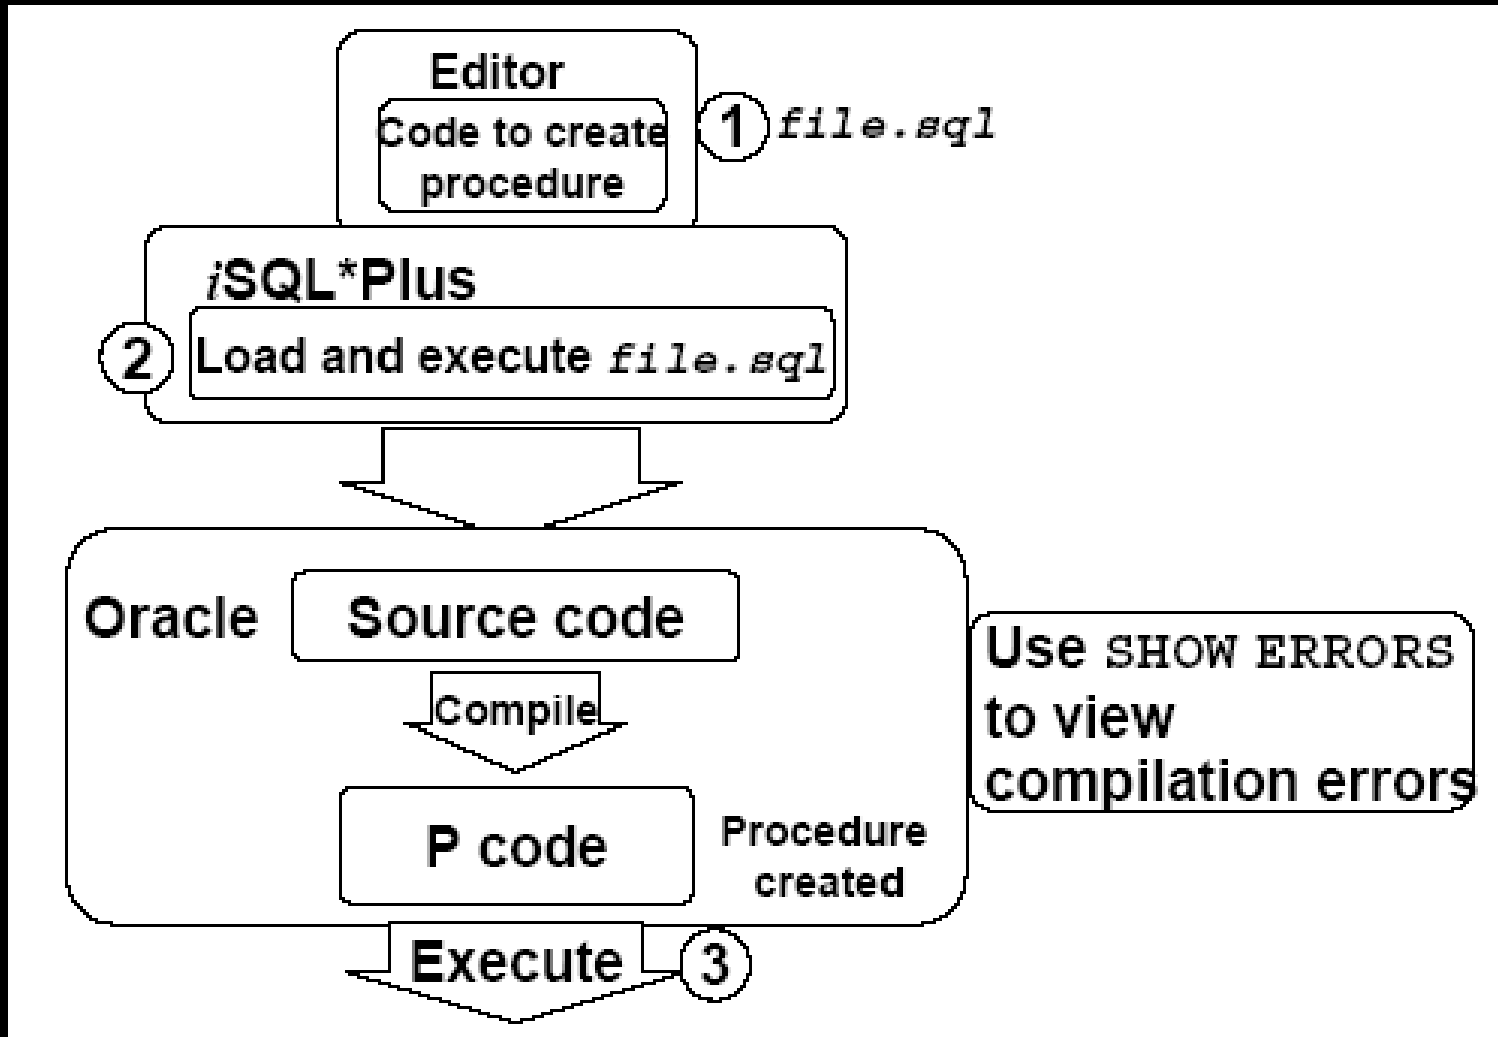 Editor
Code to create
procedure
1 file.sql
iSQL*Plus
2 Load and execute file.sql
Oracle
Source code
Compile
P code
Procedure
created
Use SHOW ERRORS
to view
compilation errors
Execute 3